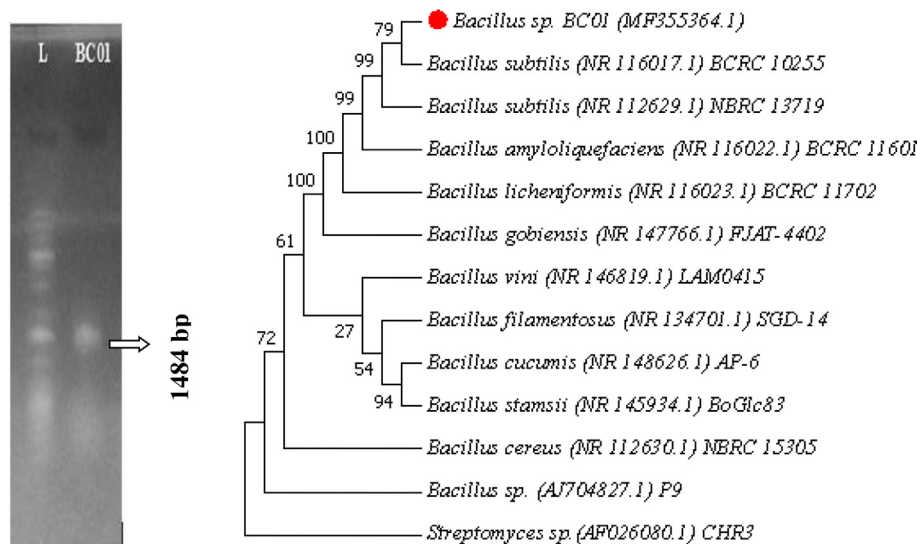 L BC01
1484 bp
79
99
99
100
100
61
72
27
54
94
Bacillus sp. BC01 (MF355364.1)
Bacillus subtilis (NR 116017.1) BCRC 10255
Bacillus subtilis (NR 112629.1) NBRC 13719
Bacillus amyloliquefaciens (NR 116022.1) BCRC 11601
Bacillus licheniformis (NR 116023.1) BCRC 11702
Bacillus gobiensis (NR 147766.1) FJAT-4402
Bacillus vini (NR 146819.1) LAM0415
Bacillus filamentosus (NR 134701.1) SGD-14
Bacillus cucumis (NR 148626.1) AP-6
Bacillus stamsii (NR 145934.1) BoGlc83
Bacillus cereus (NR 112630.1) NBRC 15305
Bacillus sp. (AJ704827.1) P9
Streptomyces sp. (AF026080.1) CHR3